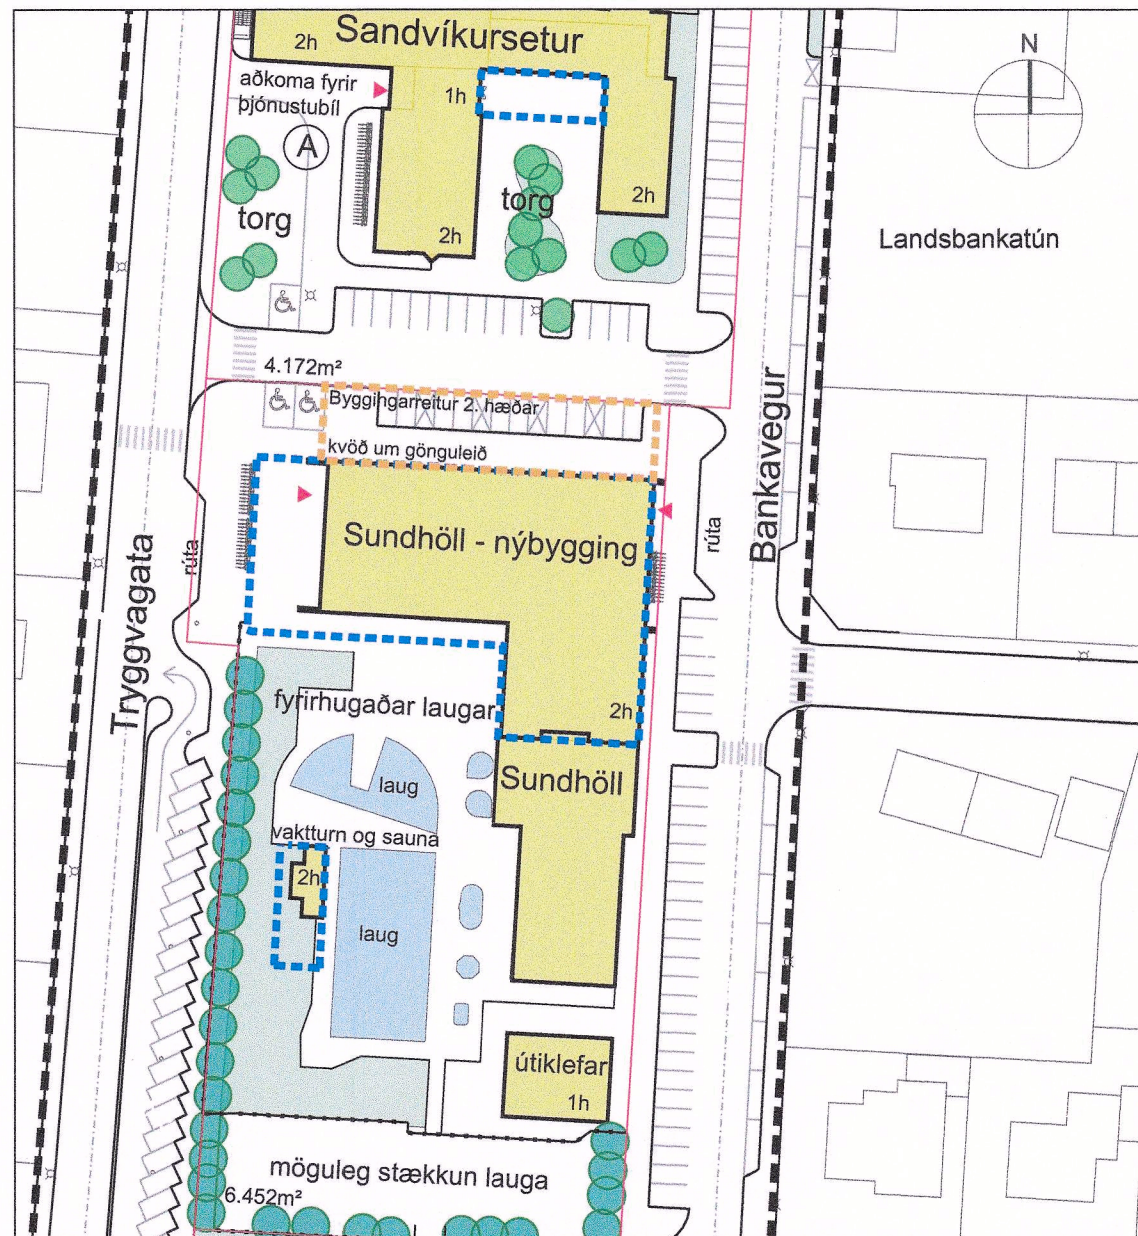 Sandvíkursetur
2h
N
aðkoma fyrir
þjónustubíl
1h
A
2h
torg
torg
2h
Landsbankatún
4.172m²
Byggingarreitur 2. hæðar
kvöð um gönguleið
Bankavegur
Sundhöll - nýbygging
rúta
rúta
Tryggvagata
fyrirhugaðar laugar
2h
laug
Sundhöll
vaktturn og sauna
2h
laug
útiklefar
1h
möguleg stækkun lauga
6.452m²